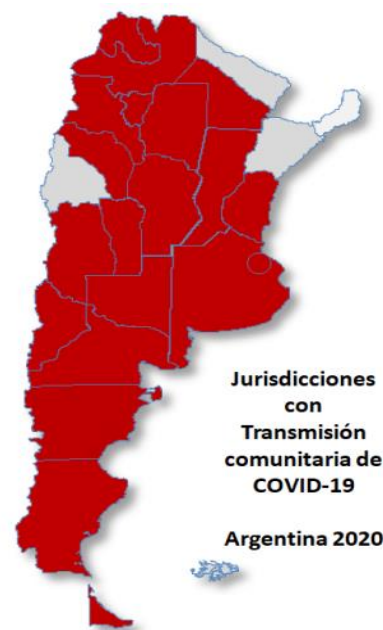 Jurisdicciones
con
Transmisión
comunitaria de
COVID-19
Argentina 2020